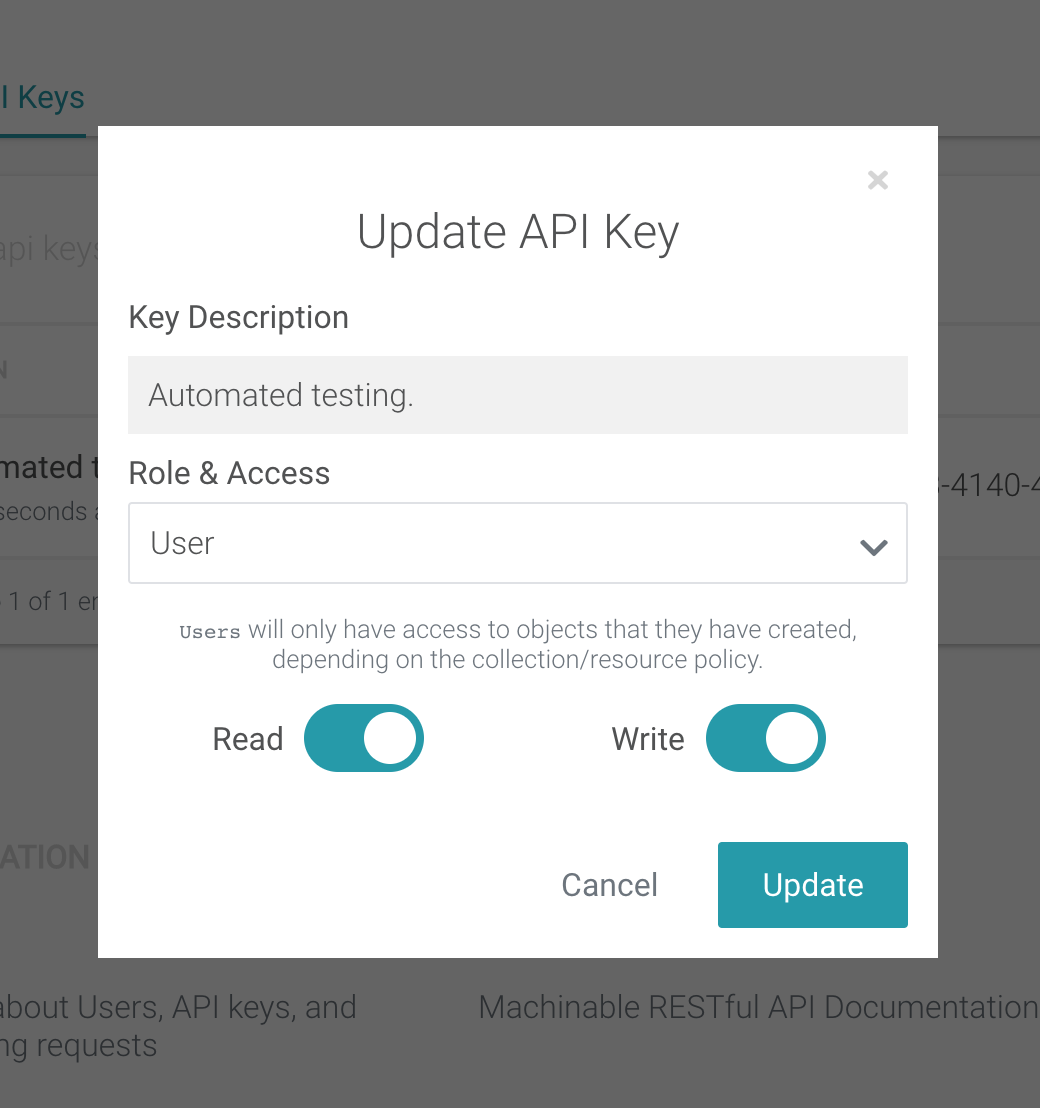 I Keys
Update API Key
api keys
Key Description
Automated testing.
Role & Access
mated t
-4140-4
seconds a
User
1 of 1 er
Users will only have access to objects that they have created,
depending on the collection/resource policy.
Read
Write
ATION
Cancel
Update
about Users, API keys, and
Machinable RESTful API Documentation
ng requests